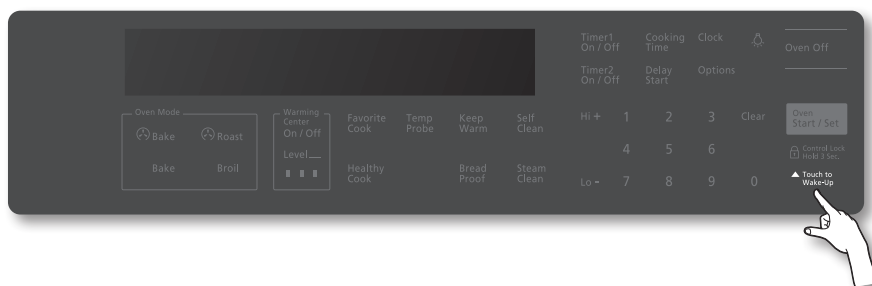 Timer1
On / Off
Cooking
Time
Clock
Oven Off
Timer2
On / Off
Delay
Start
Options
Oven Mode
Bake
Roast
Bake
Broil
Warming
Center
On / Off
Level
Favorite
Cook
Temp
Probe
Keep
Warm
Self
Clean
Healthy
Cook
Bread
Proof
Steam
Clean
Hi + 1 2 3 Clear
4 5 6
Lo - 7 8 9 0
Oven
Start / Set
Control Lock
Hold 3 Sec.
Touch to
Wake-Up